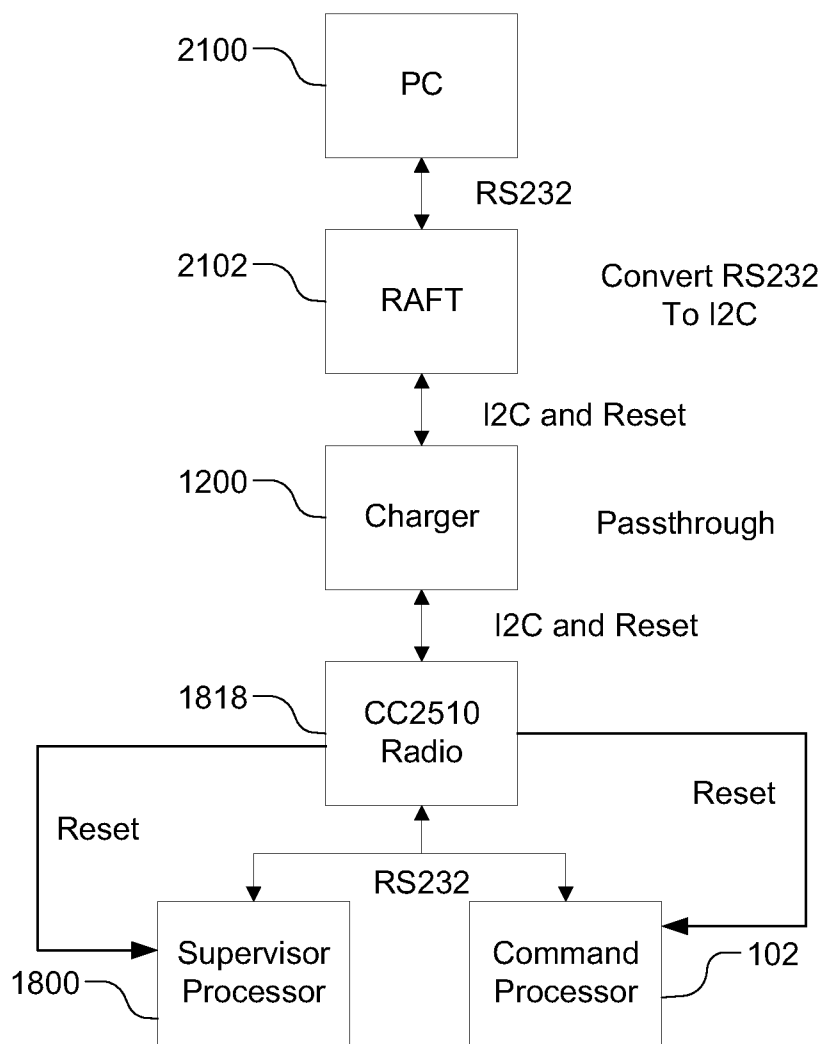 2100
PC
RS232
2102
RAFT
Convert RS232
To I2C
I2C and Reset
1200
Charger
Passthrough
I2C and Reset
1818
CC2510
Radio
Reset
Reset
RS232
Supervisor
Processor
1800
Command
Processor
102